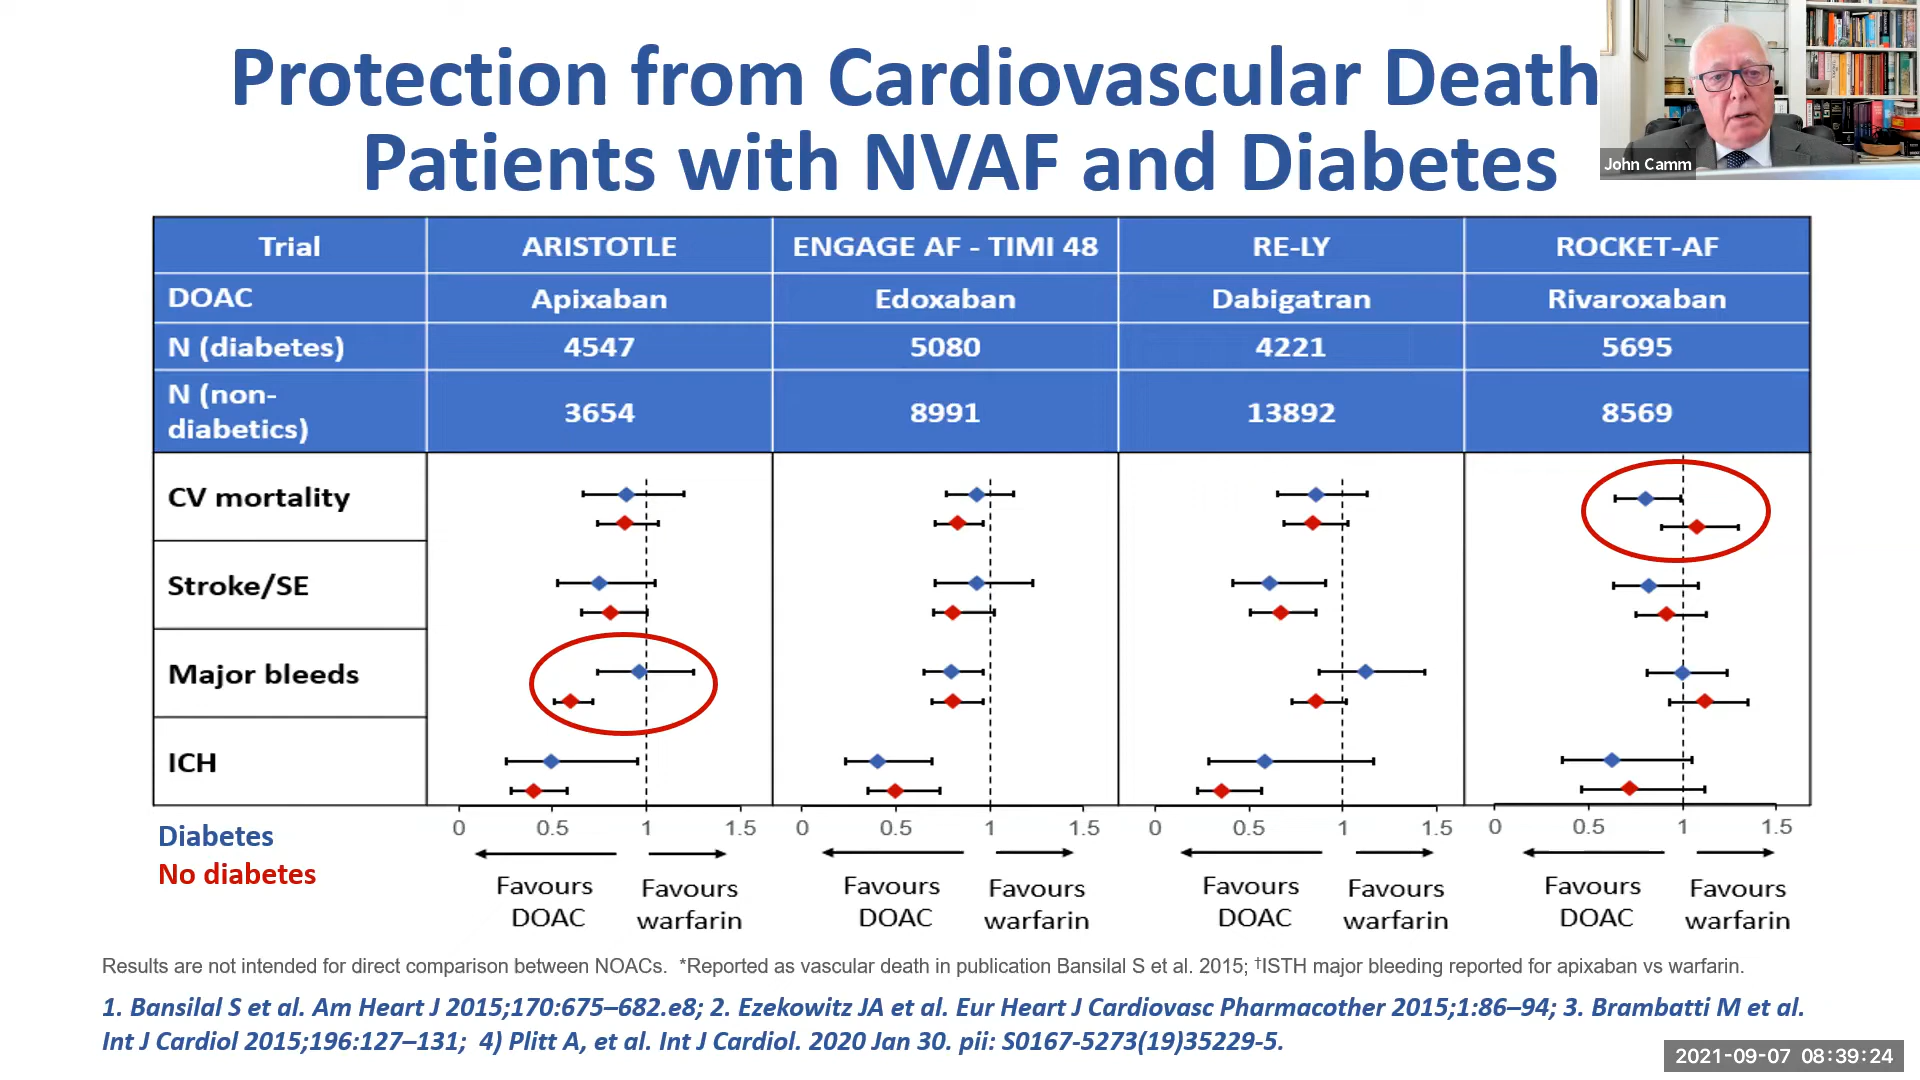 Protection from Cardiovascular Death
Patients with NVAF and Diabetes
John Camm
Trial ARISTOTLE ENGAGE AF - TIMI 48 RE-LY ROCKET-AF
DOAC Apixaban Edoxaban Dabigatran Rivaroxaban
N (diabetes) 4547 5080 4221 5695
N (non-
diabetics) 3654 8991 13892 8569
CV mortality
Stroke/SE
Major bleeds
ICH
0 0.5 1 1.5 0 0.5 1 1.5 0 0.5 1 1.5 0 0.5 1 1.5
Diabetes
No diabetes
Favours Favours Favours Favours Favours Favours Favours Favours
DOAC warfarin DOAC warfarin DOAC warfarin DOAC warfarin
Results are not intended for direct comparison between NOACs. *Reported as vascular death in publication Bansilal S et al. 2015; †ISTH major bleeding reported for apixaban vs warfarin.
1. Bansilal S et al. Am Heart J 2015;170:675–682.e8; 2. Ezekowitz JA et al. Eur Heart J Cardiovasc Pharmacother 2015;1:86–94; 3. Brambatti M et al.
Int J Cardiol 2015;196:127–131; 4) Plitt A, et al. Int J Cardiol. 2020 Jan 30. pii: S0167-5273(19)35229-5.
2021-09-07 08:39:24